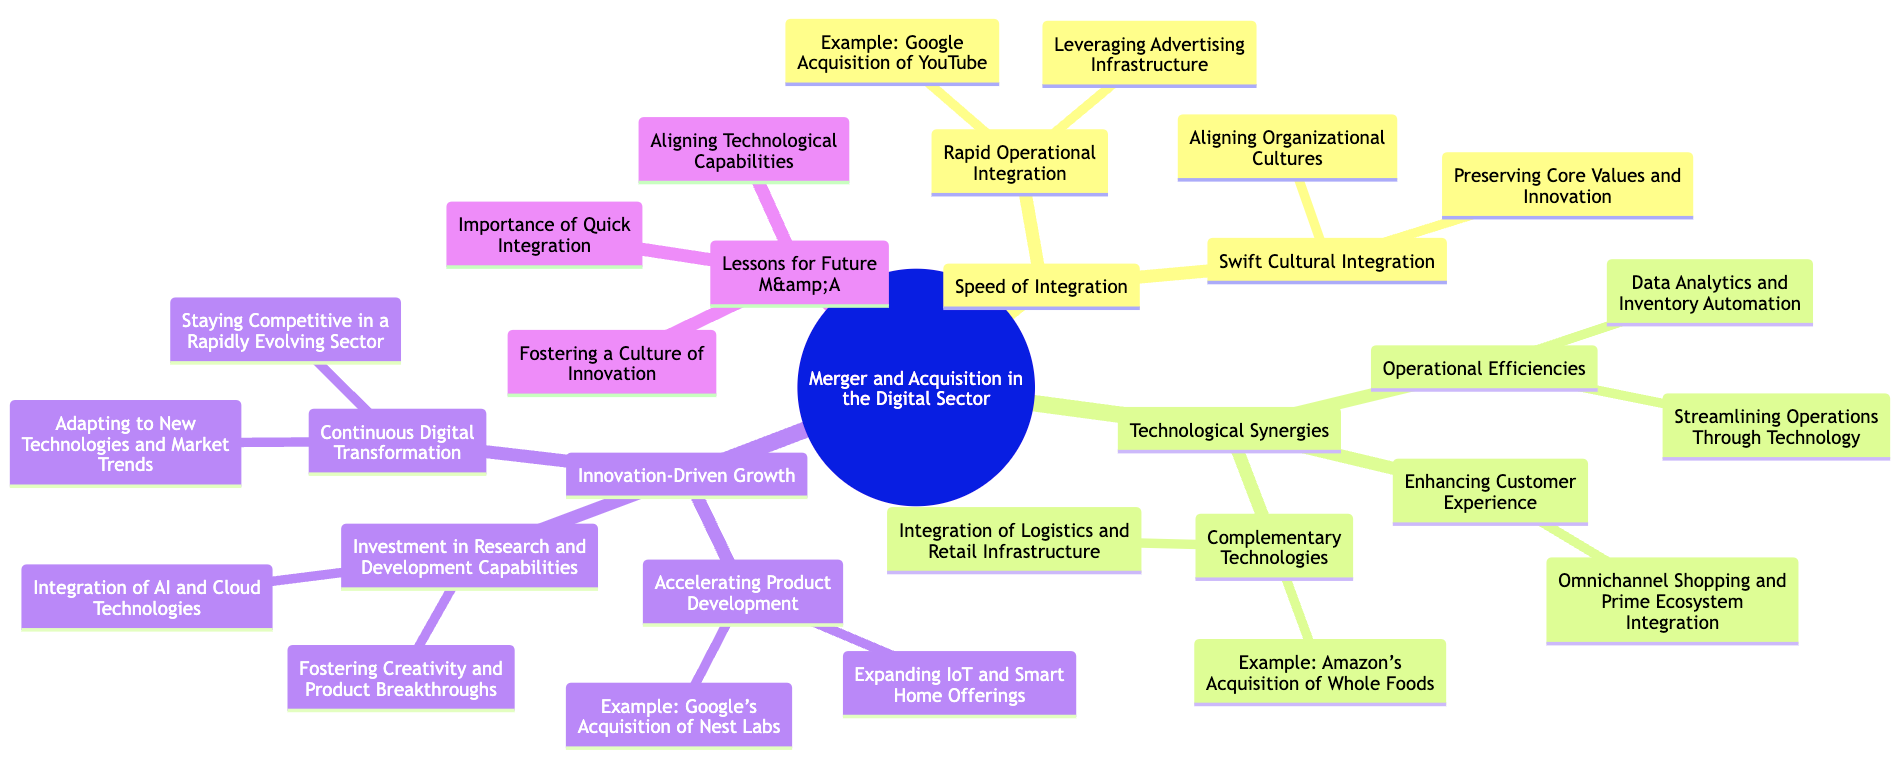 Merger and Acquisition in
the Digital Sector
Speed of Integration
Rapid Operational
Integration
Example: Google
Acquisition of YouTube
Leveraging Advertising
Infrastructure
Swift Cultural Integration
Aligning Organizational
Cultures
Preserving Core Values and
Innovation
Technological Synergies
Operational Efficiencies
Data Analytics and
Inventory Automation
Streamlining Operations
Through Technology
Enhancing Customer
Experience
Omnichannel Shopping and
Prime Ecosystem
Integration
Complementary
Technologies
Integration of Logistics and
Retail Infrastructure
Example: Amazon’s
Acquisition of Whole Foods
Innovation-Driven Growth
Accelerating Product
Development
Example: Google’s
Acquisition of Nest Labs
Expanding IoT and Smart
Home Offerings
Investment in Research and
Development Capabilities
Integration of AI and Cloud
Technologies
Fostering Creativity and
Product Breakthroughs
Continuous Digital
Transformation
Staying Competitive in a
Rapidly Evolving Sector
Adapting to New
Technologies and Market
Trends
Lessons for Future
M&amp;A
Aligning Technological
Capabilities
Importance of Quick
Integration
Fostering a Culture of
Innovation